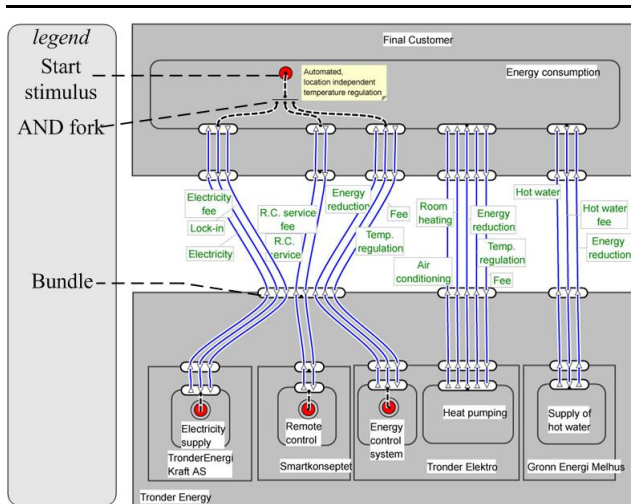 legend
Start
stimulus
AND fork
Bundle
Final Customer
Automated,
location independent
temperature regulation
Energy consumption
Electricity
fee
Lock-in
Electricity
R.C. service
fee
R.C.
service
Energy
reduction
Fee
Temp.
regulation
Room
heating
Air
conditioning
Energy
reduction
Temp.
regulation
Fee
Hot water
Hot water
fee
Energy
reduction
Electricity
supply
TronderEnergi
Kraft AS
Remote
control
Smartkonseptet
Energy
control
system
Heat pumping
Tronder Elektro
Supply of
hot water
Gronn Energi Melhus
Tronder Energy